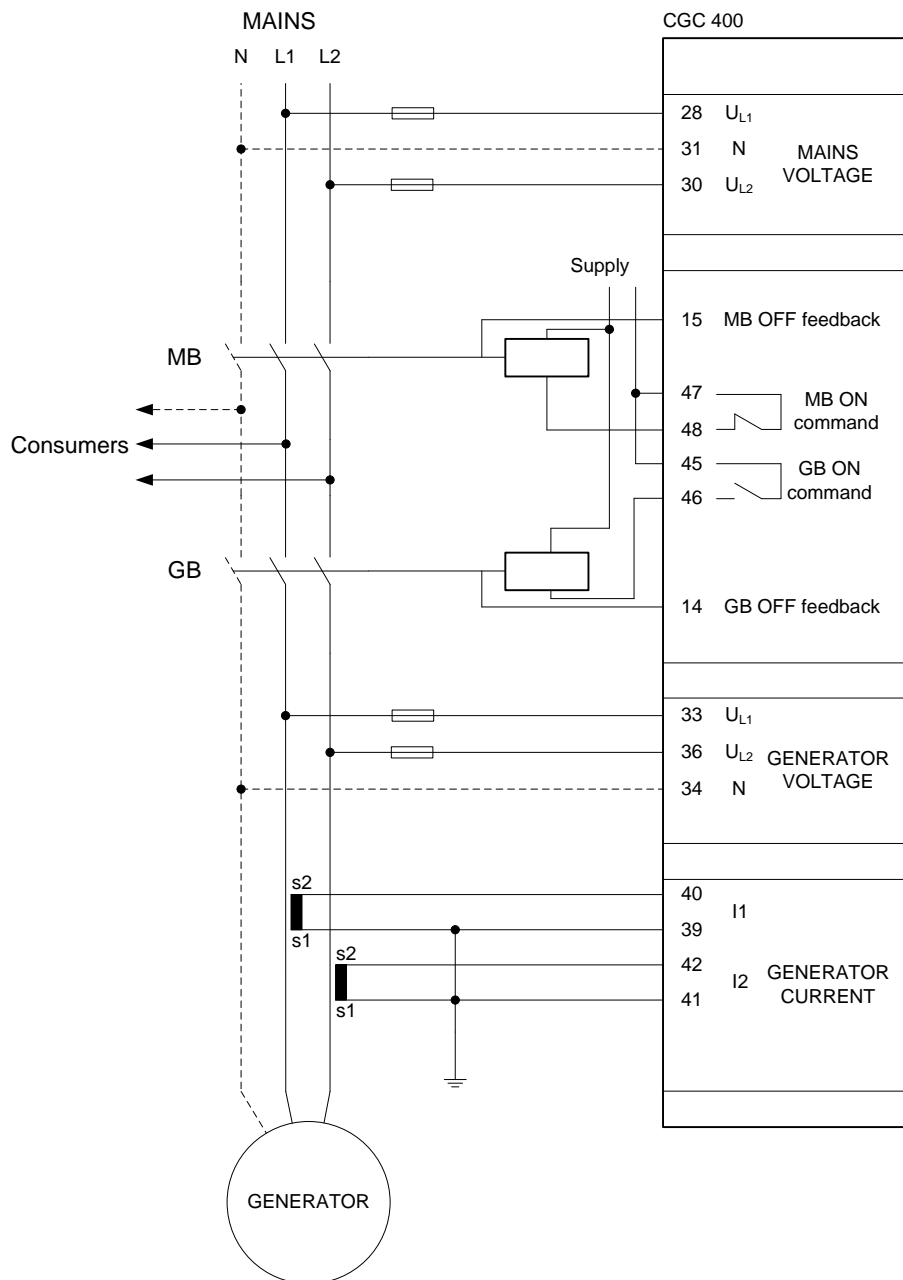 MAINS
N L1 L2
CGC 400
28 UL1
31 N
30 UL2
MAINS
VOLTAGE
Supply
15 MB OFF feedback
MB
47
48
MB ON
command
45
46
GB ON
command
Consumers
GB
14 GB OFF feedback
33 UL1
36 UL2
34 N
GENERATOR
VOLTAGE
s2
s1
40
39
I1
s2
s1
42
41
I2
GENERATOR
CURRENT
GENERATOR